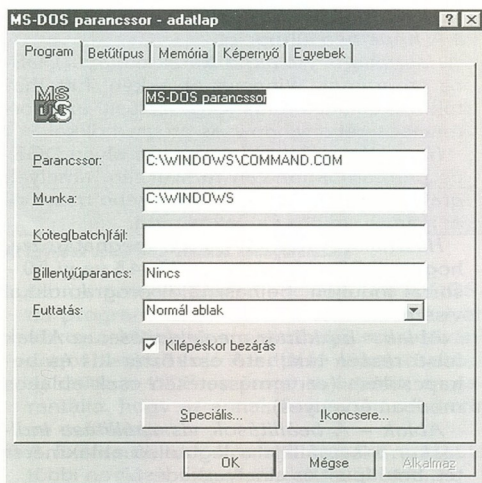 MS-DOS parancssor - adatlap
Program Betűtípus Memória Képernyő Egyebek
MS DOS
MS-DOS parancssor
Parancssor: C:\WINDOWS\COMMAND.COM
Munka: C:\WINDOWS
Köteg(batch)fájl:
Billentyűparancs: Nincs
Futtatás: Normál ablak
Kilépéskor bezárás
Speciális... Ikoncsere...
OK Mégse Alkalmaz